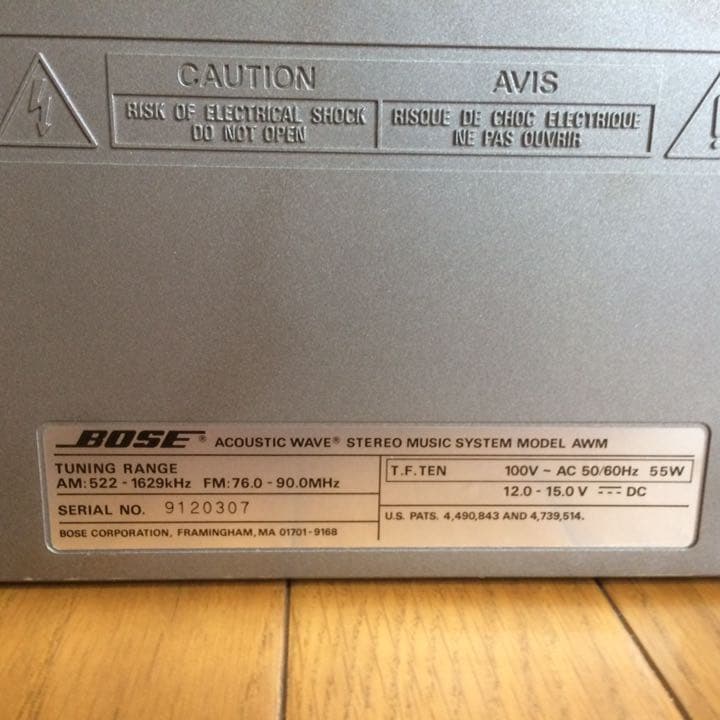 CAUTION
RISK OF ELECTRICAL SHOCK
DO NOT OPEN
AVIS
RISQUE DE CHOC ELECTRIQUE
NE PAS OUVRIR
BOSE® ACOUSTIC WAVE® STEREO MUSIC SYSTEM MODEL AWM
TUNING RANGE
AM:522 - 1629kHz FM:76.0 - 90.0MHz
SERIAL NO. 9120307
BOSE CORPORATION, FRAMINGHAM, MA 01701-9168
T.F.TEN 100V ~ AC 50/60Hz 55W
12.0 - 15.0 V ⎓ DC
U.S. PATS. 4,490,843 AND 4,739,514.